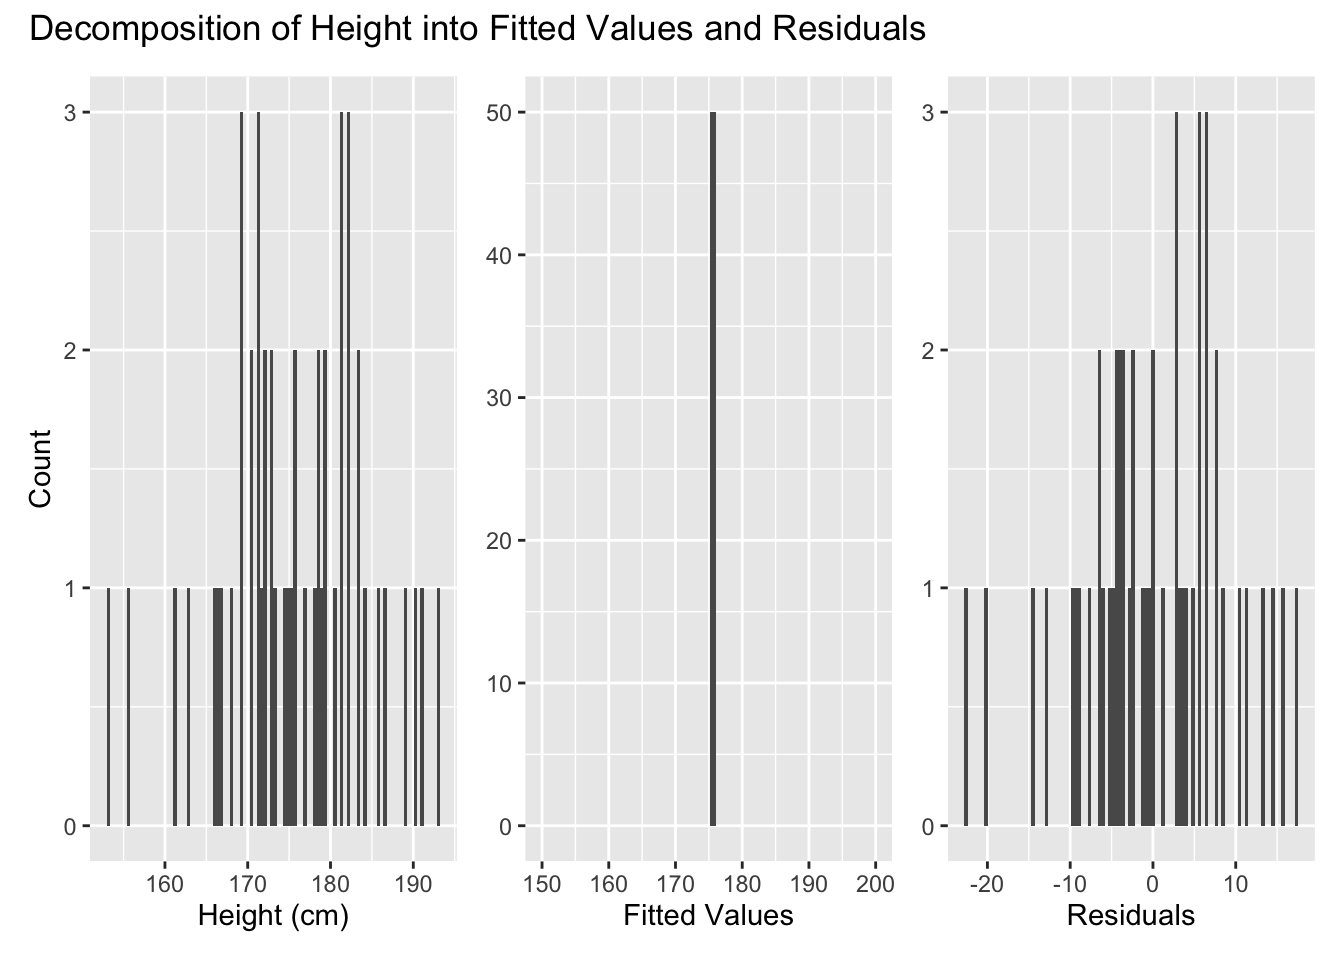 Decomposition of Height into Fitted Values and Residuals
Count
3
2
1
0
160 170 180 190
Height (cm)
50
40
30
20
10
0
150 160 170 180 190 200
Fitted Values
3
2
1
0
-20 -10 0 10
Residuals